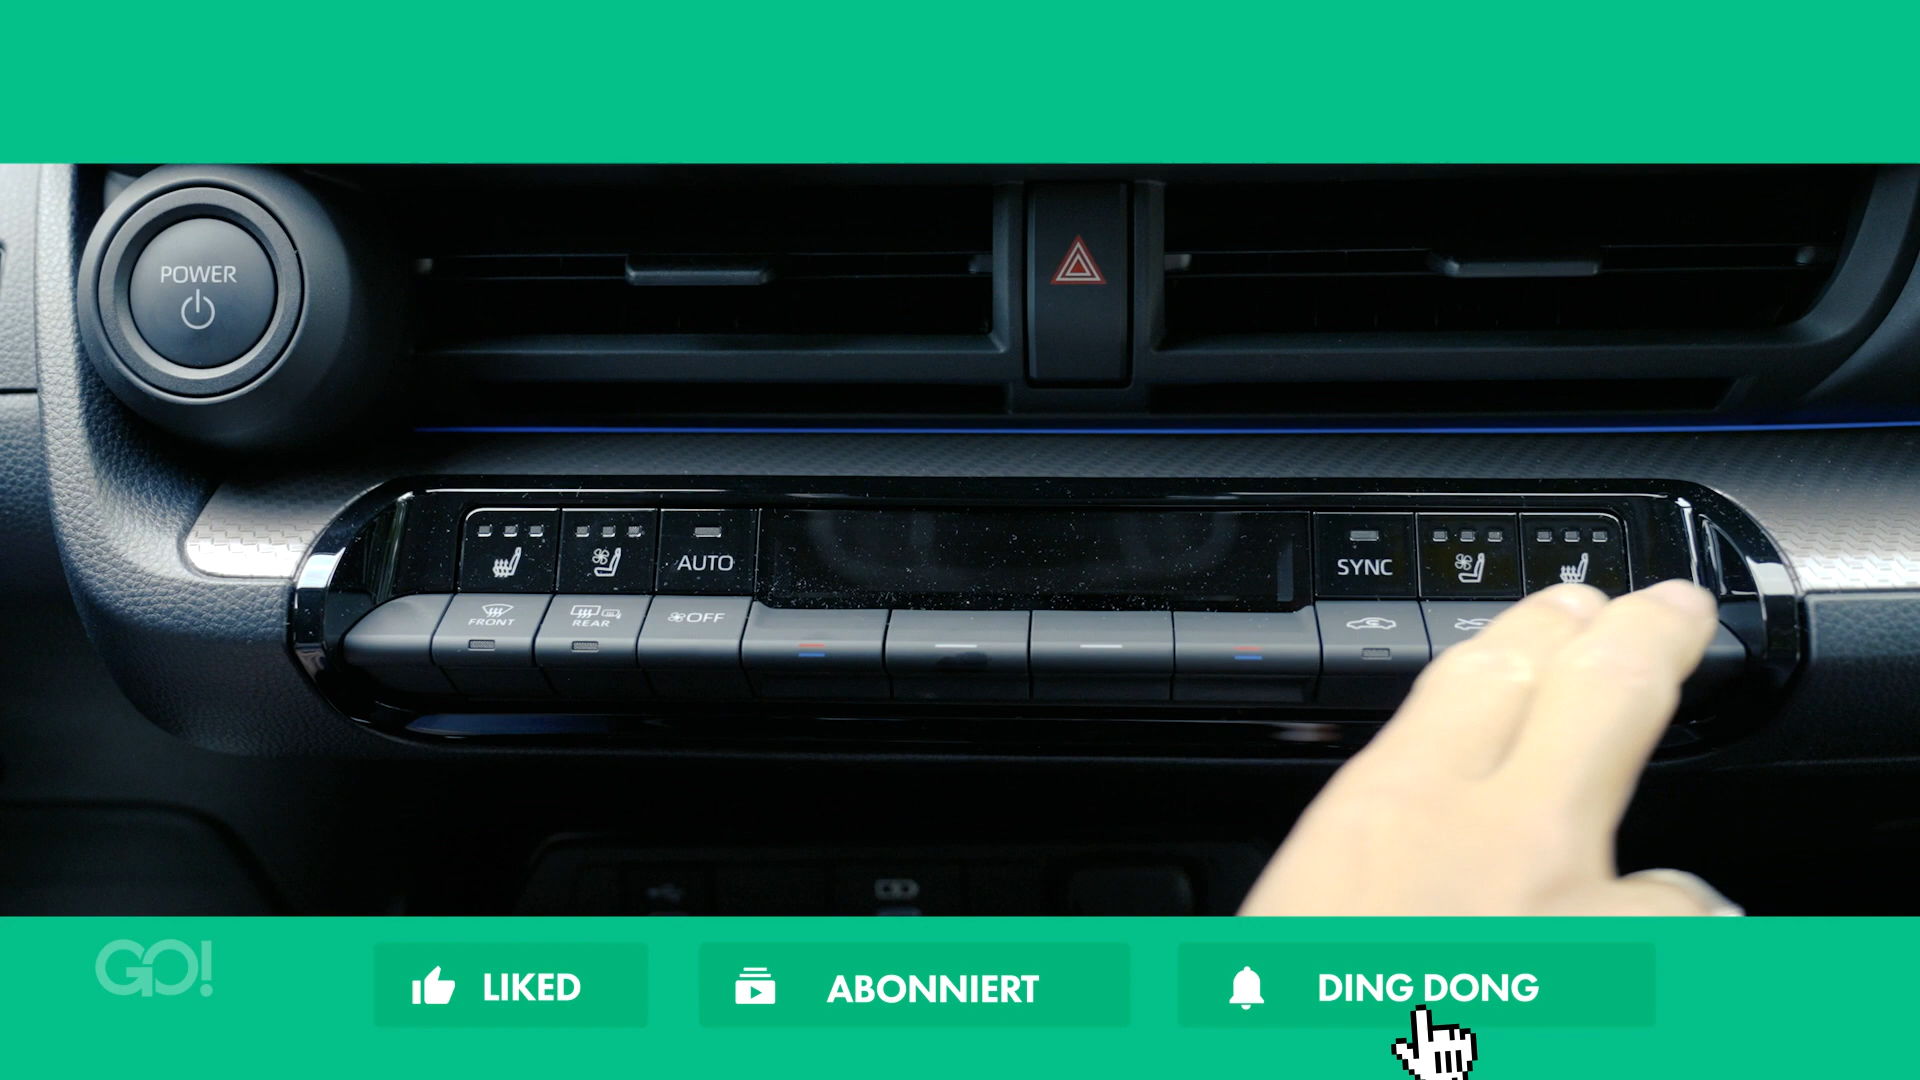 POWER
AUTO
SYNC
FRONT
REAR
OFF
GO!
LIKED
ABONNIERT
DING DONG